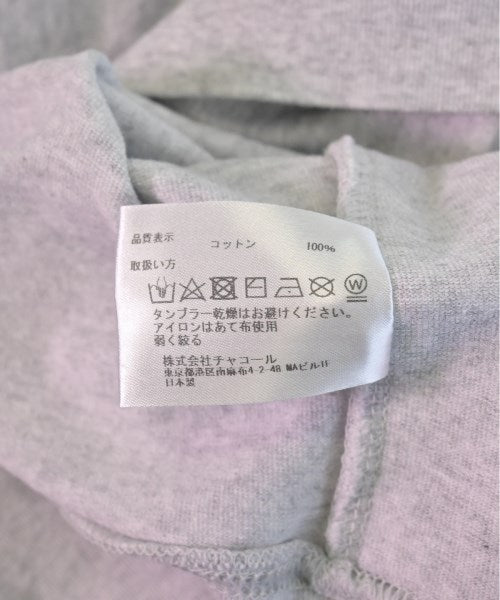 品質表示 コットン 100%
取扱い方
W
タンブラー乾燥はお避けください。
アイロンはあて布使用
弱く絞る
株式会社チャコール
東京都港区南麻布4-2-48 MAビル1F
日本製